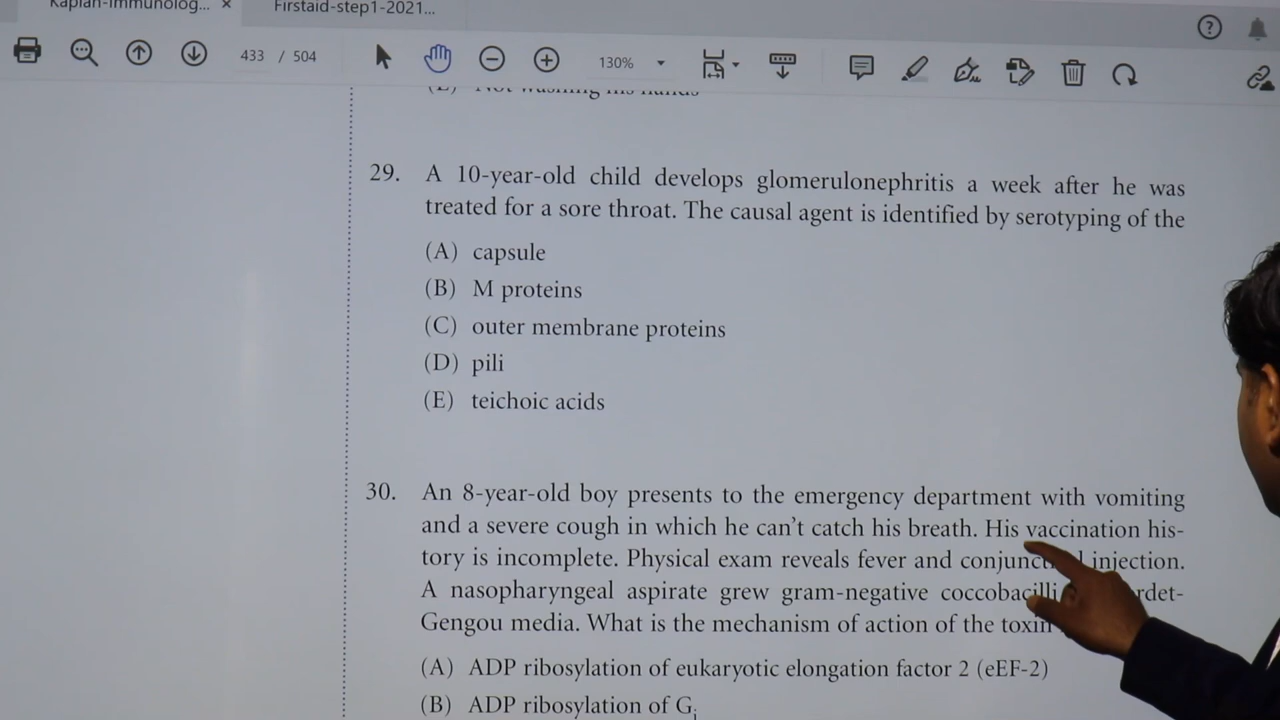 Kaplan-Immunolog... ×
Firstaid-step1-2021...
433 / 504
130%
(E) Not washing his hands
29. A 10-year-old child develops glomerulonephritis a week after he was
treated for a sore throat. The causal agent is identified by serotyping of the
(A) capsule
(B) M proteins
(C) outer membrane proteins
(D) pili
(E) teichoic acids
30. An 8-year-old boy presents to the emergency department with vomiting
and a severe cough in which he can't catch his breath. His vaccination his-
tory is incomplete. Physical exam reveals fever and injection.
A nasopharyngeal aspirate grew gram-negative coccobacilli
Gengou media. What is the mechanism of action of the toxin
(A) ADP ribosylation of eukaryotic elongation factor 2 (eEF-2)
(B) ADP ribosylation of Gi